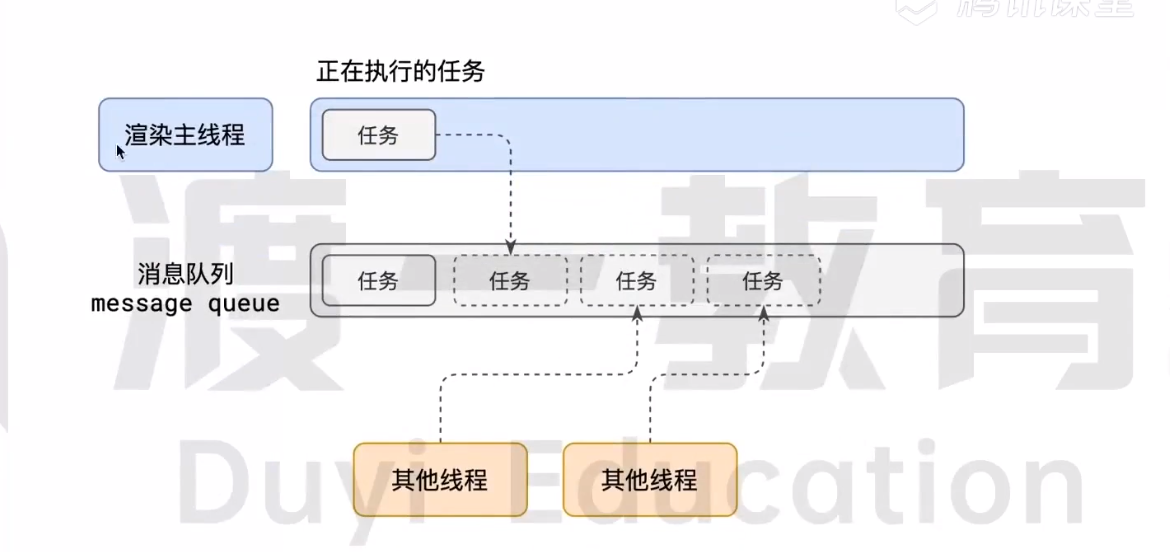 腾讯课堂
正在执行的任务
渲染主线程
任务
消息队列
message queue
任务
任务
任务
任务
渡一教育
Duyi Education
其他线程
其他线程